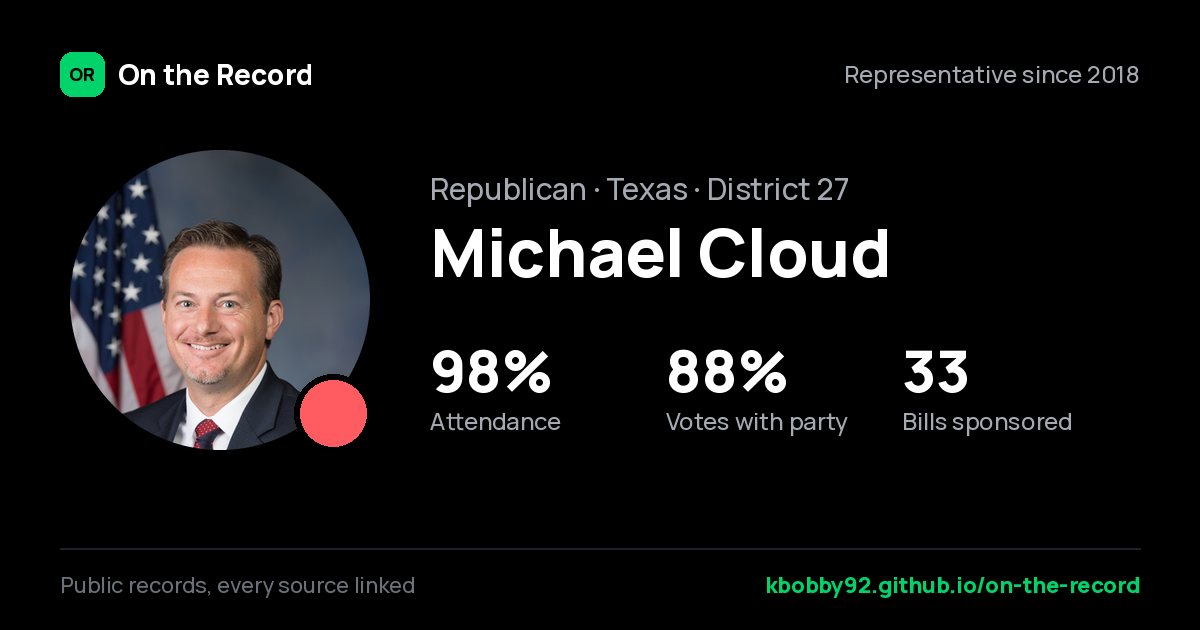 OR On the Record
Representative since 2018
Republican · Texas · District 27
Michael Cloud
98% 88% 33
Attendance Votes with party Bills sponsored
Public records, every source linked
kbobby92.github.io/on-the-record